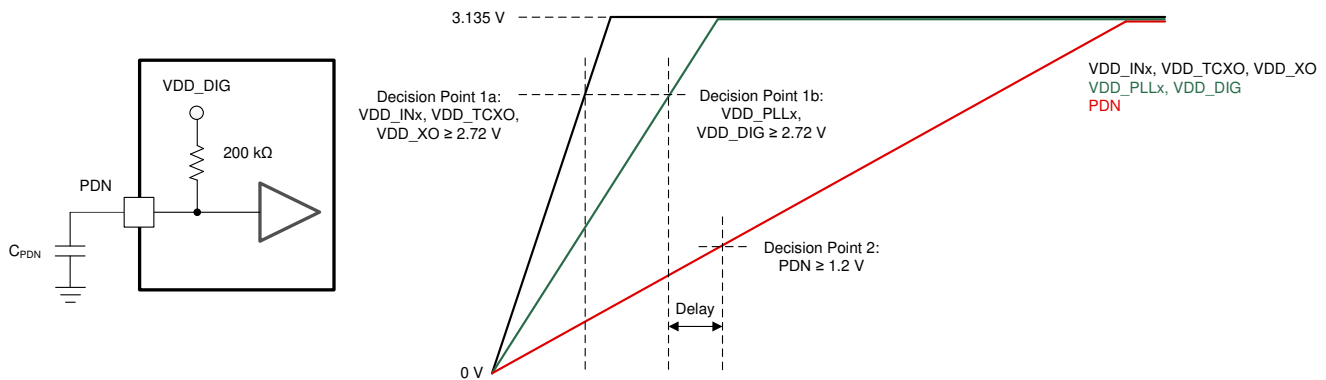 3.135 V
VDD_DIG
200 kΩ
PDN
CPDN
Decision Point 1a:
VDD_INx, VDD_TCXO,
VDD_XO ≥ 2.72 V
Decision Point 1b:
VDD_PLLx,
VDD_DIG ≥ 2.72 V
VDD_INx, VDD_TCXO, VDD_XO
VDD_PLLx, VDD_DIG
PDN
Decision Point 2:
PDN ≥ 1.2 V
Delay
0 V